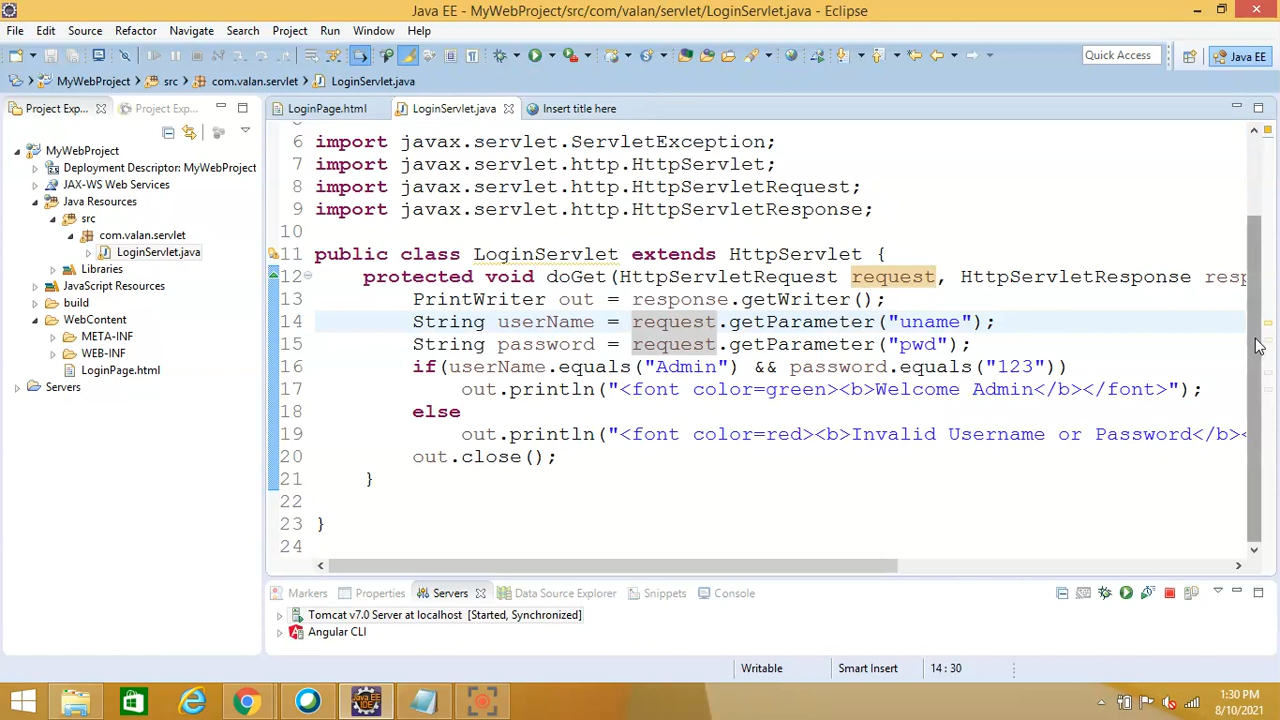 Java EE - MyWebProject/src/com/valan/servlet/LoginServlet.java - Eclipse
File Edit Source Refactor Navigate Search Project Run Window Help
Quick Access
Java EE
MyWebProject src com.valan.servlet LoginServlet.java
Project Exp...
Project Exp...
MyWebProject
Deployment Descriptor: MyWebProject
JAX-WS Web Services
Java Resources
src
com.valan.servlet
LoginServlet.java
Libraries
JavaScript Resources
build
WebContent
META-INF
WEB-INF
LoginPage.html
Servers
LoginPage.html LoginServlet.java Insert title here
6 import javax.servlet.ServletException;
7 import javax.servlet.http.HttpServlet;
8 import javax.servlet.http.HttpServletRequest;
9 import javax.servlet.http.HttpServletResponse;
10
11 public class LoginServlet extends HttpServlet {
12 protected void doGet(HttpServletRequest request, HttpServletResponse resp
13 PrintWriter out = response.getWriter();
14 String userName = request.getParameter("uname");
15 String password = request.getParameter("pwd");
16 if(userName.equals("Admin") && password.equals("123"))
17 out.println("<font color=green><b>Welcome Admin</b></font>");
18 else
19 out.println("<font color=red><b>Invalid Username or Password</b><
20 out.close();
21 }
22
23 }
24
Markers Properties Servers Data Source Explorer Snippets Console
Tomcat v7.0 Server at localhost [Started, Synchronized]
Angular CLI
Writable Smart Insert 14 : 30
1:30 PM
8/10/2021